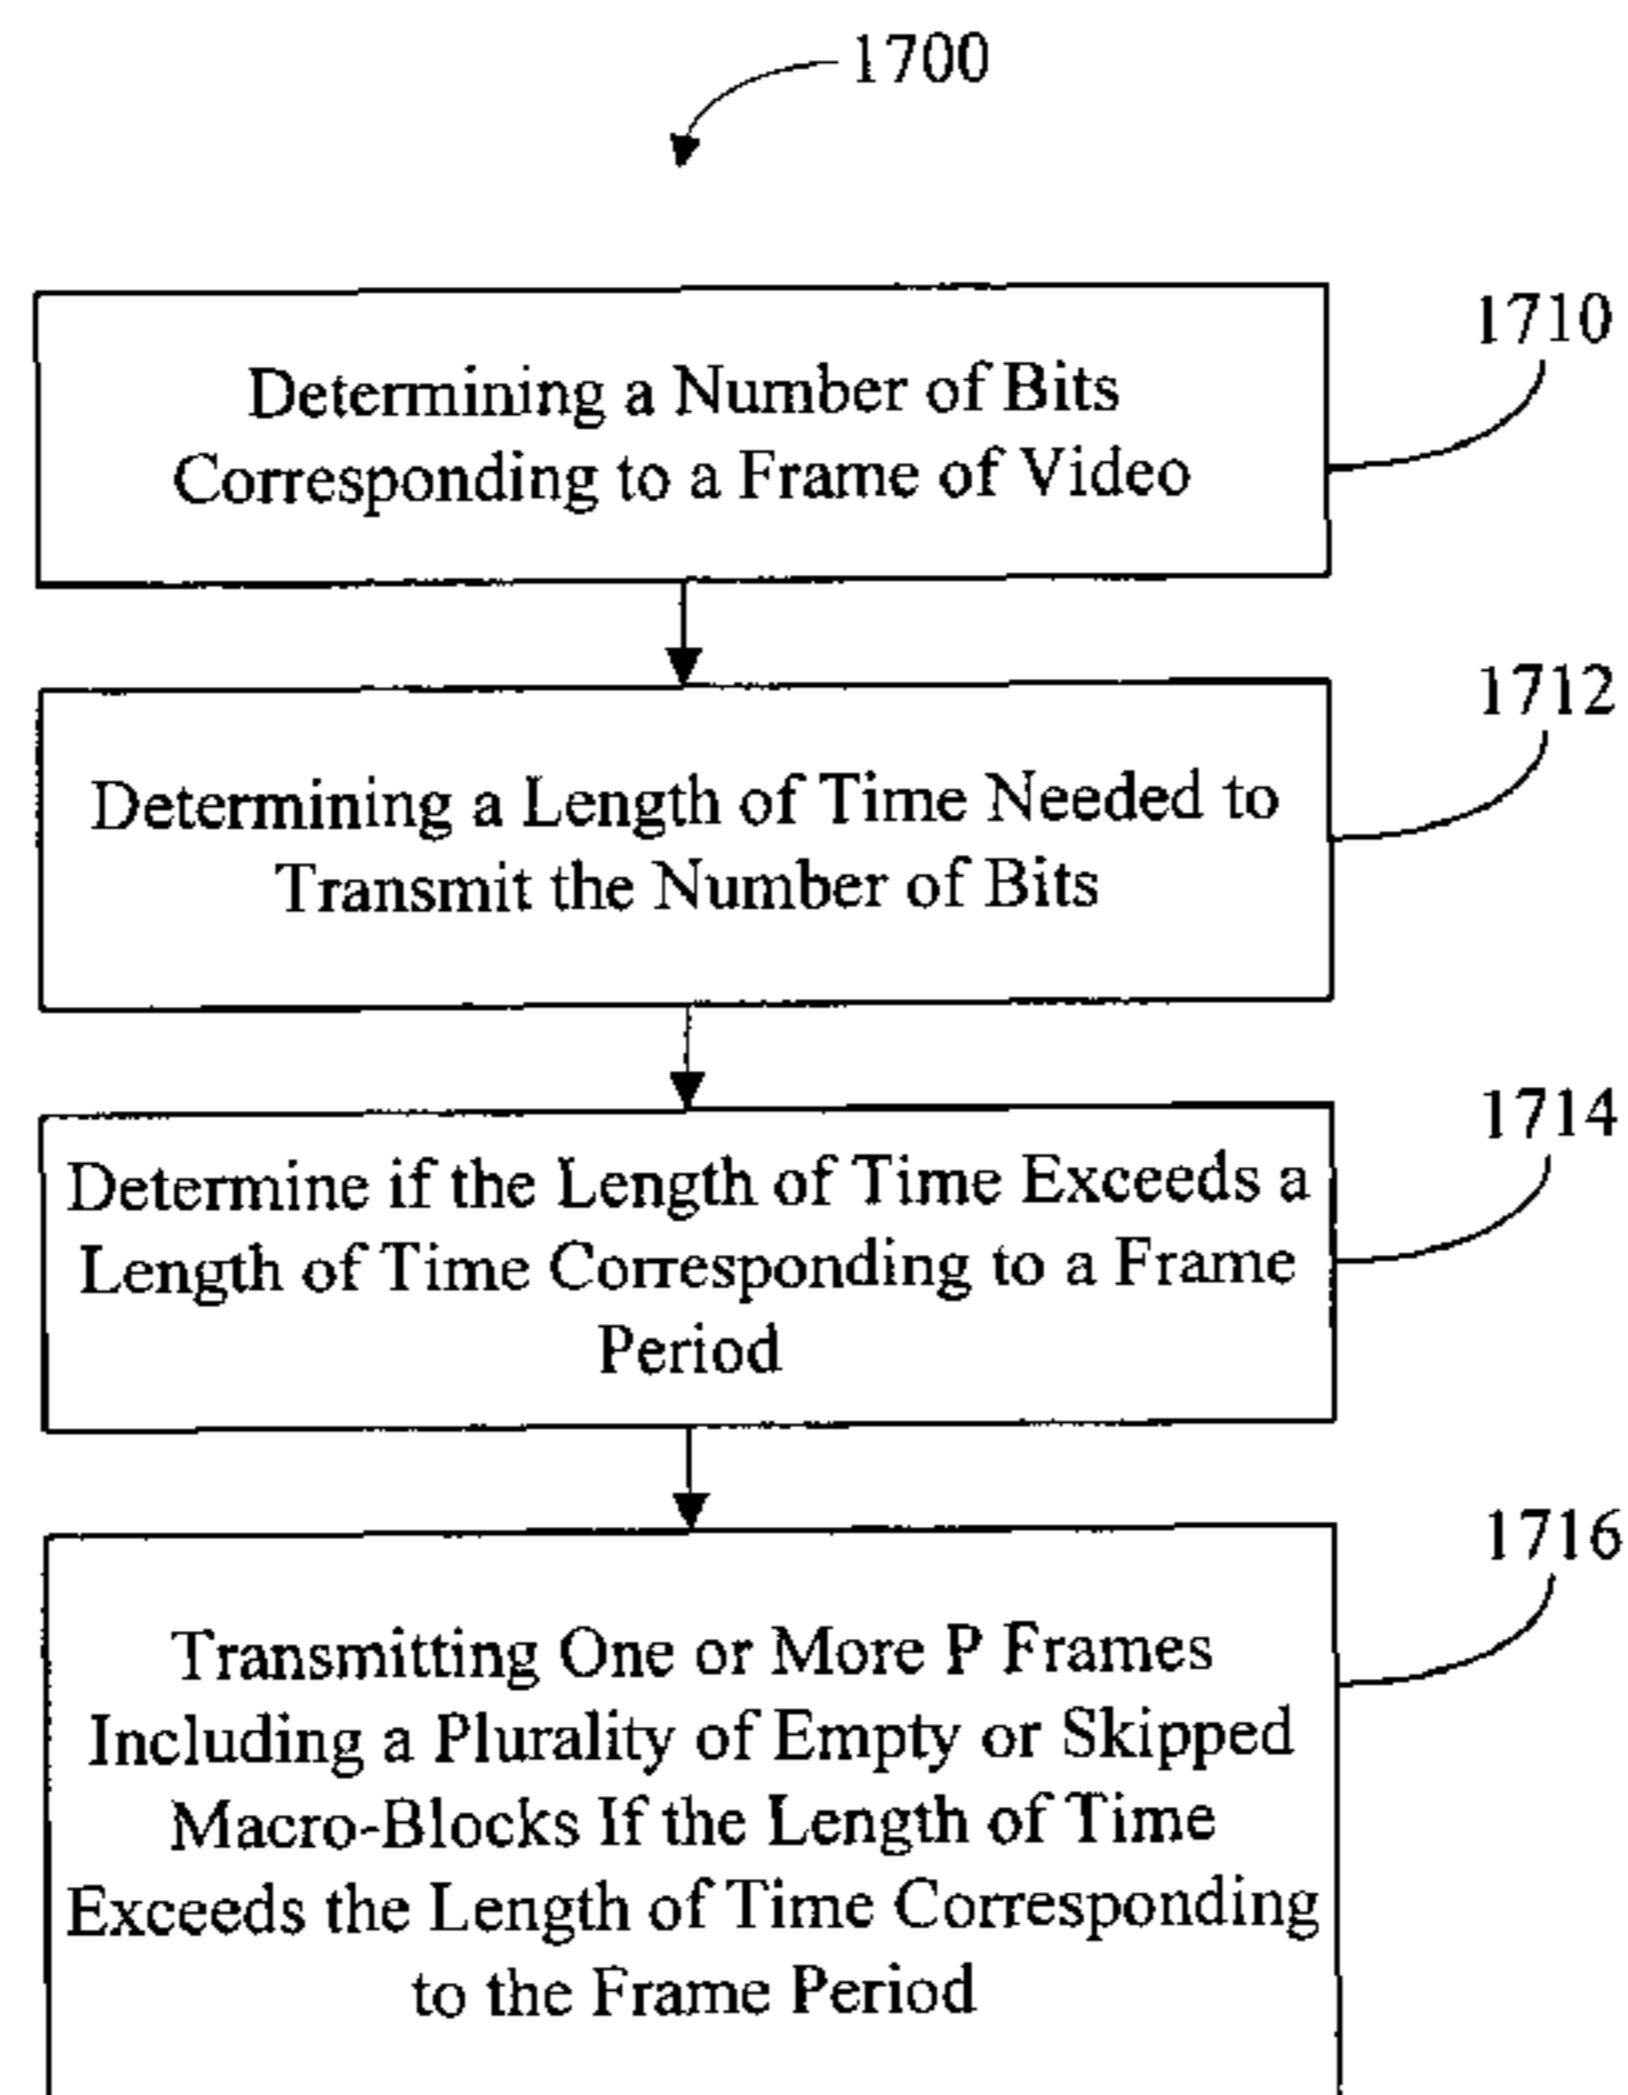 1700
1710
Determining a Number of Bits
Corresponding to a Frame of Video
1712
Determining a Length of Time Needed to
Transmit the Number of Bits
1714
Determine if the Length of Time Exceeds a
Length of Time Corresponding to a Frame
Period
1716
Transmitting One or More P Frames
Including a Plurality of Empty or Skipped
Macro-Blocks If the Length of Time
Exceeds the Length of Time Corresponding
to the Frame Period